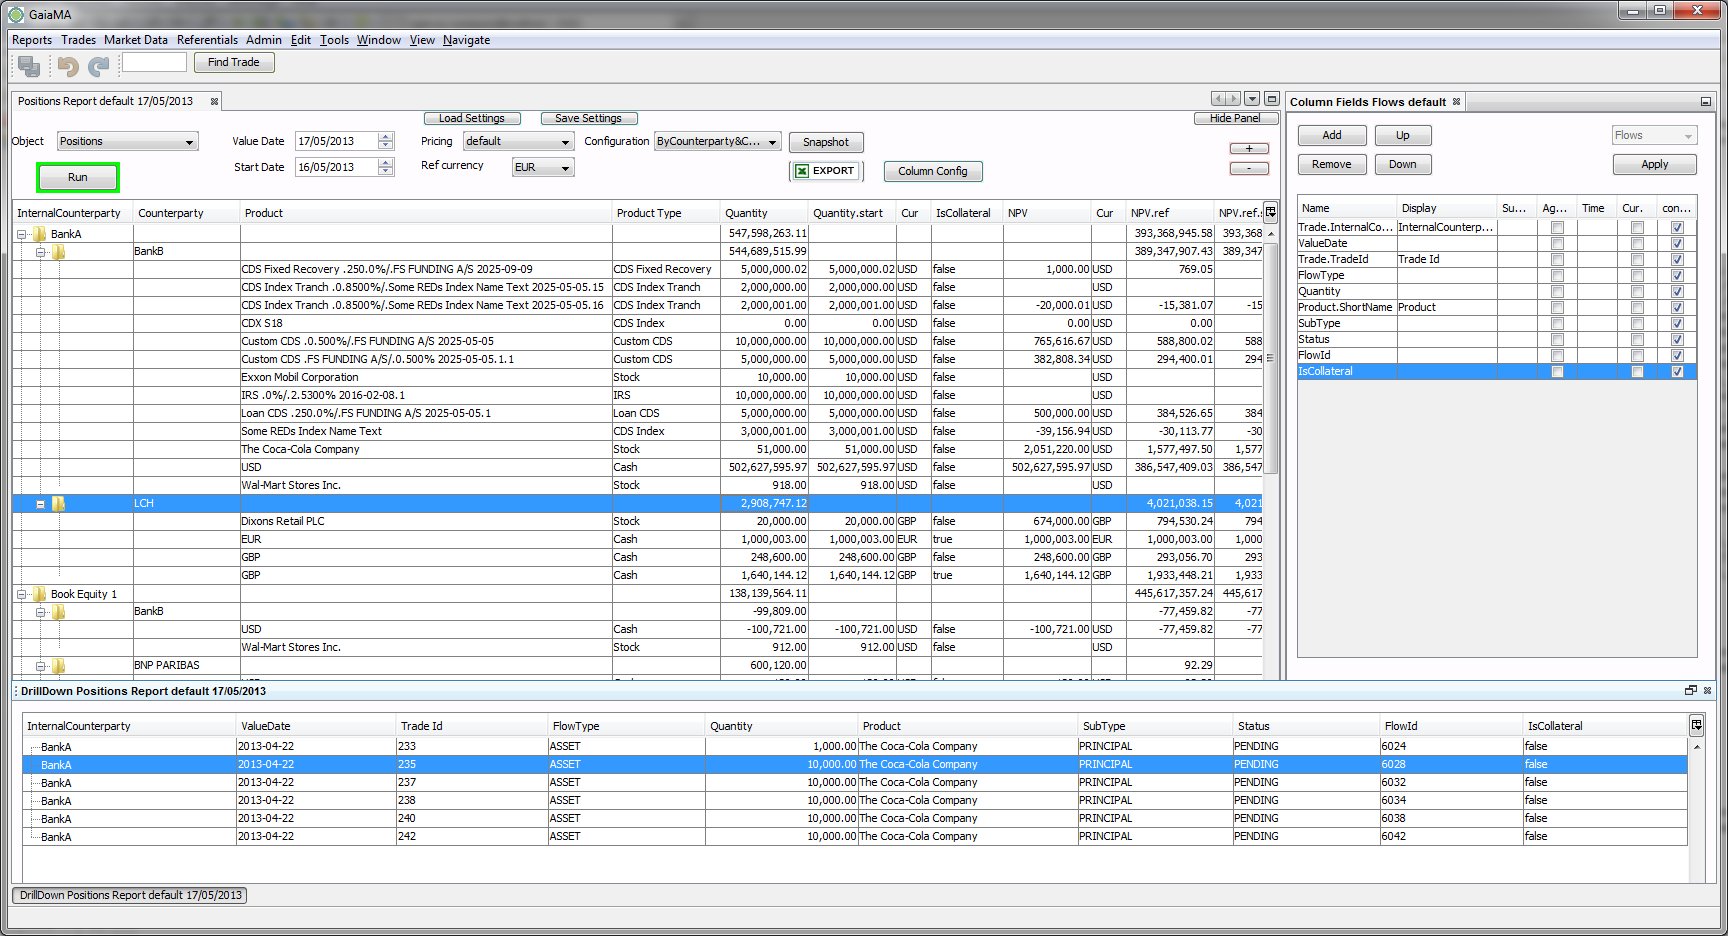 GaiaMA
Reports Trades Market Data Referentials Admin Edit Tools Window View Navigate
Find Trade
Positions Report default 17/05/2013
Load Settings Save Settings Hide Panel
Object Positions Value Date 17/05/2013 Pricing default Configuration ByCounterparty&C... Snapshot +
Run Start Date 16/05/2013 Ref currency EUR EXPORT Column Config -
InternalCounterparty Counterparty Product Product Type Quantity Quantity.start Cur IsCollateral NPV Cur NPV.ref NPV.ref.
BankA 547,598,263.11 393,368,945.58 393,368
BankB 544,689,515.99 389,347,907.43 389,347
CDS Fixed Recovery .250.0%/.FS FUNDING A/S 2025-09-09 CDS Fixed Recovery 5,000,000.02 5,000,000.02 USD false 1,000.00 USD 769.05
CDS Index Tranch .0.8500%/.Some REDs Index Name Text 2025-05-05.15 CDS Index Tranch 2,000,000.00 2,000,000.00 USD false USD
CDS Index Tranch .0.8500%/.Some REDs Index Name Text 2025-05-05.16 CDS Index Tranch 2,000,001.00 2,000,001.00 USD false -20,000.01 USD -15,381.07 -15
CDX S18 CDS Index 0.00 0.00 USD false 0.00 USD 0.00
Custom CDS .0.500%/.FS FUNDING A/S 2025-05-05 Custom CDS 10,000,000.00 10,000,000.00 USD false 765,616.67 USD 588,800.02 588
Custom CDS .FS FUNDING A/S/.0.500% 2025-05-05.1.1 Custom CDS 5,000,000.00 5,000,000.00 USD false 382,808.34 USD 294,400.01 294
Exxon Mobil Corporation Stock 10,000.00 10,000.00 USD false USD
IRS .0%/.2.5300% 2016-02-08.1 IRS 10,000,000.00 10,000,000.00 USD false USD
Loan CDS .250.0%/.FS FUNDING A/S 2025-05-05.1 Loan CDS 5,000,000.00 5,000,000.00 USD false 500,000.00 USD 384,526.65 384
Some REDs Index Name Text CDS Index 3,000,001.00 3,000,001.00 USD false -39,156.94 USD -30,113.77 -30
The Coca-Cola Company Stock 51,000.00 51,000.00 USD false 2,051,220.00 USD 1,577,497.50 1,577
USD Cash 502,627,595.97 502,627,595.97 USD false 502,627,595.97 USD 386,547,409.03 386,547
Wal-Mart Stores Inc. Stock 918.00 918.00 USD false USD
LCH 2,908,747.12 4,021,038.15 4,021
Dixons Retail PLC Stock 20,000.00 20,000.00 GBP false 674,000.00 GBP 794,530.24 794
EUR Cash 1,000,003.00 1,000,003.00 EUR true 1,000,003.00 EUR 1,000,003.00 1,000
GBP Cash 248,600.00 248,600.00 GBP false 248,600.00 GBP 293,056.70 293
GBP Cash 1,640,144.12 1,640,144.12 GBP true 1,640,144.12 GBP 1,933,448.21 1,933
Book Equity 1 138,139,564.11 445,617,357.24 445,617
BankB -99,809.00 -77,459.82 -77
USD Cash -100,721.00 -100,721.00 USD false -100,721.00 USD -77,459.82 -77
Wal-Mart Stores Inc. Stock 912.00 912.00 USD false USD
BNP PARIBAS 600,120.00 92.29
Column Fields Flows default
Add Up Flows
Remove Down Apply
Name Display Su... Ag... Time Cur. con...
Trade.InternalCo... InternalCounterp...
ValueDate
Trade.TradeId Trade Id
FlowType
Quantity
Product.ShortName Product
SubType
Status
FlowId
IsCollateral
DrillDown Positions Report default 17/05/2013
InternalCounterparty ValueDate Trade Id FlowType Quantity Product SubType Status FlowId IsCollateral
BankA 2013-04-22 233 ASSET 1,000.00 The Coca-Cola Company PRINCIPAL PENDING 6024 false
BankA 2013-04-22 235 ASSET 10,000.00 The Coca-Cola Company PRINCIPAL PENDING 6028 false
BankA 2013-04-22 237 ASSET 10,000.00 The Coca-Cola Company PRINCIPAL PENDING 6032 false
BankA 2013-04-22 238 ASSET 10,000.00 The Coca-Cola Company PRINCIPAL PENDING 6034 false
BankA 2013-04-22 240 ASSET 10,000.00 The Coca-Cola Company PRINCIPAL PENDING 6038 false
BankA 2013-04-22 242 ASSET 10,000.00 The Coca-Cola Company PRINCIPAL PENDING 6042 false
DrillDown Positions Report default 17/05/2013